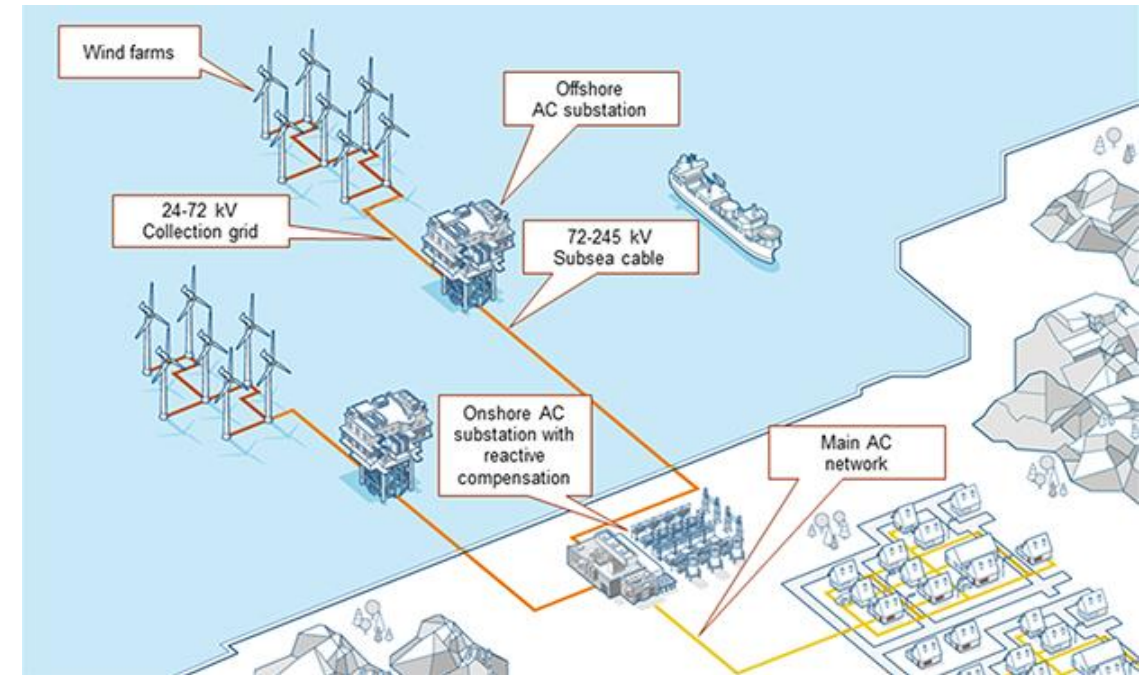 Wind farms
Offshore
AC substation
24-72 kV
Collection grid
72-245 kV
Subsea cable
Onshore AC
substation with
reactive
compensation
Main AC
network